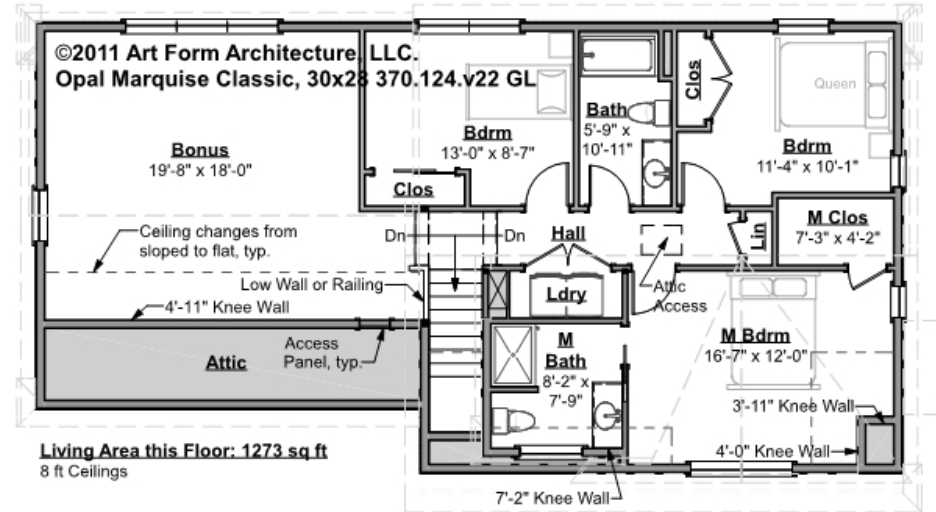 ©2011 Art Form Architecture, LLC.
Opal Marquise Classic, 30x28 370.124.v22 GL
Bonus
19'-8" x 18'-0"
Bdrm
13'-0" x 8'-7"
Clos
Bath
5'-9" x
10'-11"
Clos
Queen
Bdrm
11'-4" x 10'-1"
M Clos
7'-3" x 4'-2"
Lin
Hall
Dn
Dn
Ceiling changes from
sloped to flat, typ.
Low Wall or Railing
4'-11" Knee Wall
Ldry
Attic
Access
Access
Panel, typ.
Attic
M
Bath
8'-2" x
7'-9"
M Bdrm
16'-7" x 12'-0"
3'-11" Knee Wall
4'-0" Knee Wall
7'-2" Knee Wall
Living Area this Floor: 1273 sq ft
8 ft Ceilings